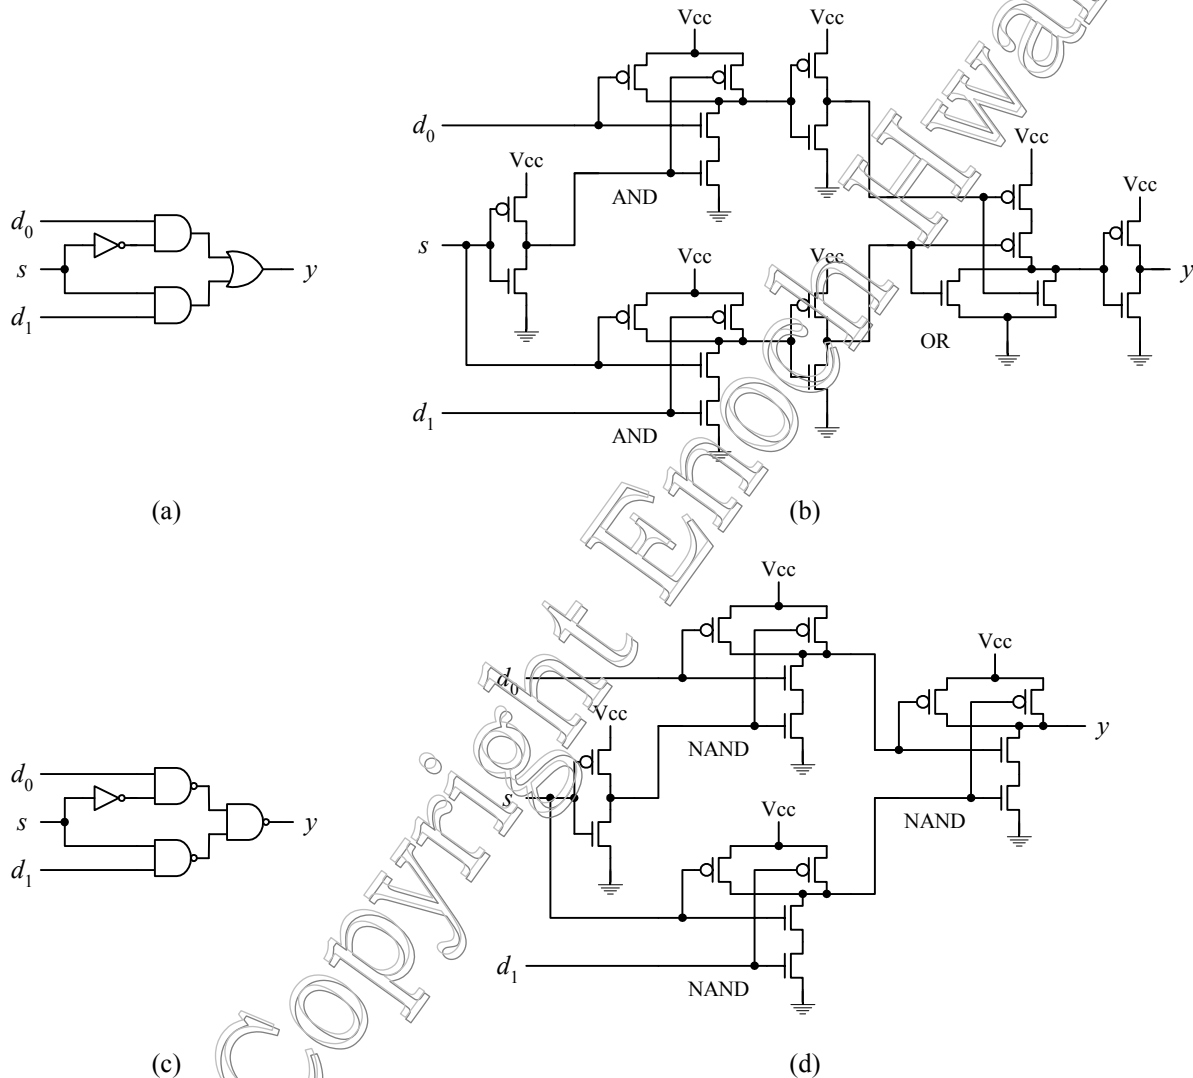 Vcc
Vcc
d₀
Vcc
AND
Vcc
Vcc
d₀
s
y
d₁
s
Vcc
Vcc
y
OR
d₁
AND
(a)
(b)
Vcc
d₀
Vcc
NAND
Vcc
y
d₀
s
y
d₁
s
Vcc
NAND
d₁
NAND
(c)
(d)
Copyright Enoch Hwa